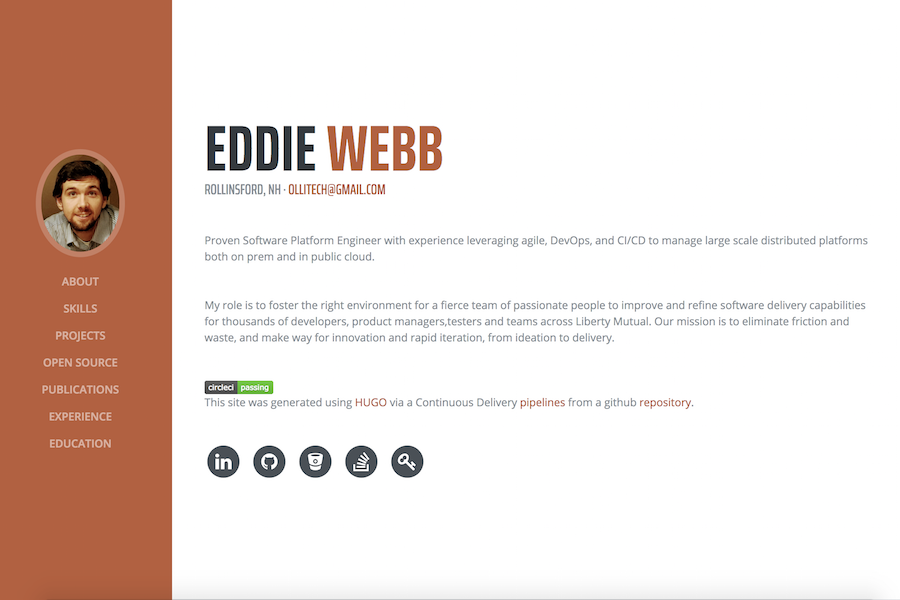 ABOUT
SKILLS
PROJECTS
OPEN SOURCE
PUBLICATIONS
EXPERIENCE
EDUCATION
EDDIE WEBB
ROLLINSFORD, NH · OLLITECH@GMAIL.COM
Proven Software Platform Engineer with experience leveraging agile, DevOps, and CI/CD to manage large scale distributed platforms
both on prem and in public cloud.
My role is to foster the right environment for a fierce team of passionate people to improve and refine software delivery capabilities
for thousands of developers, product managers,testers and teams across Liberty Mutual. Our mission is to eliminate friction and
waste, and make way for innovation and rapid iteration, from ideation to delivery.
circleci passing
This site was generated using HUGO via a Continuous Delivery pipelines from a github repository.
in